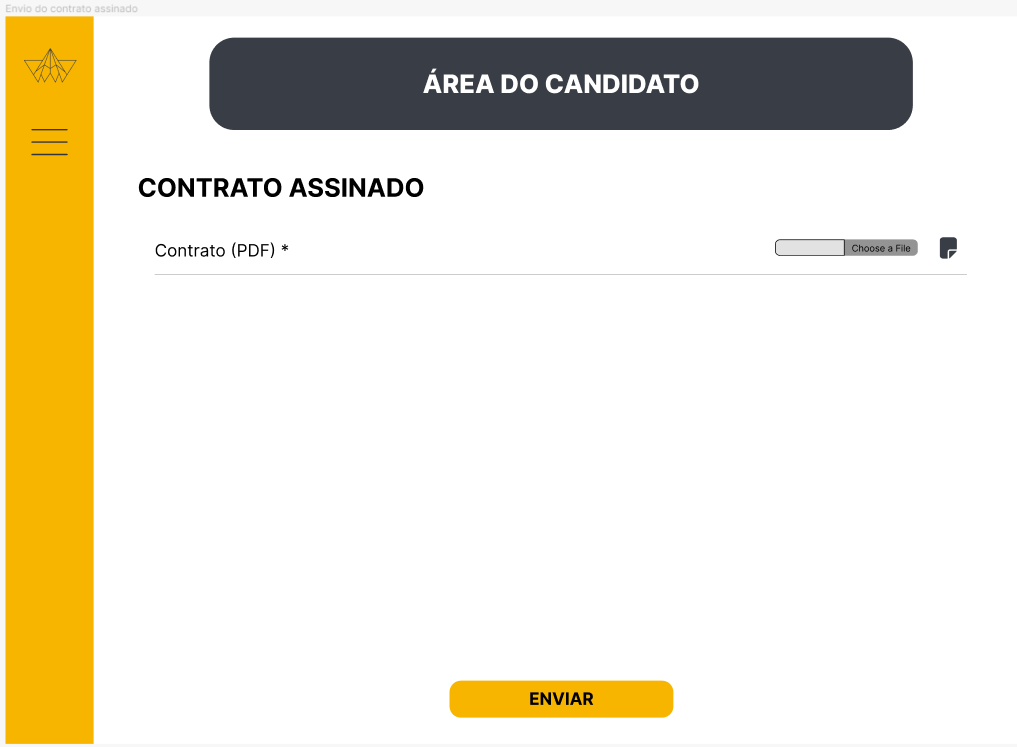 Envio do contrato assinado
ÁREA DO CANDIDATO
CONTRATO ASSINADO
Contrato (PDF) *
Choose a File
ENVIAR